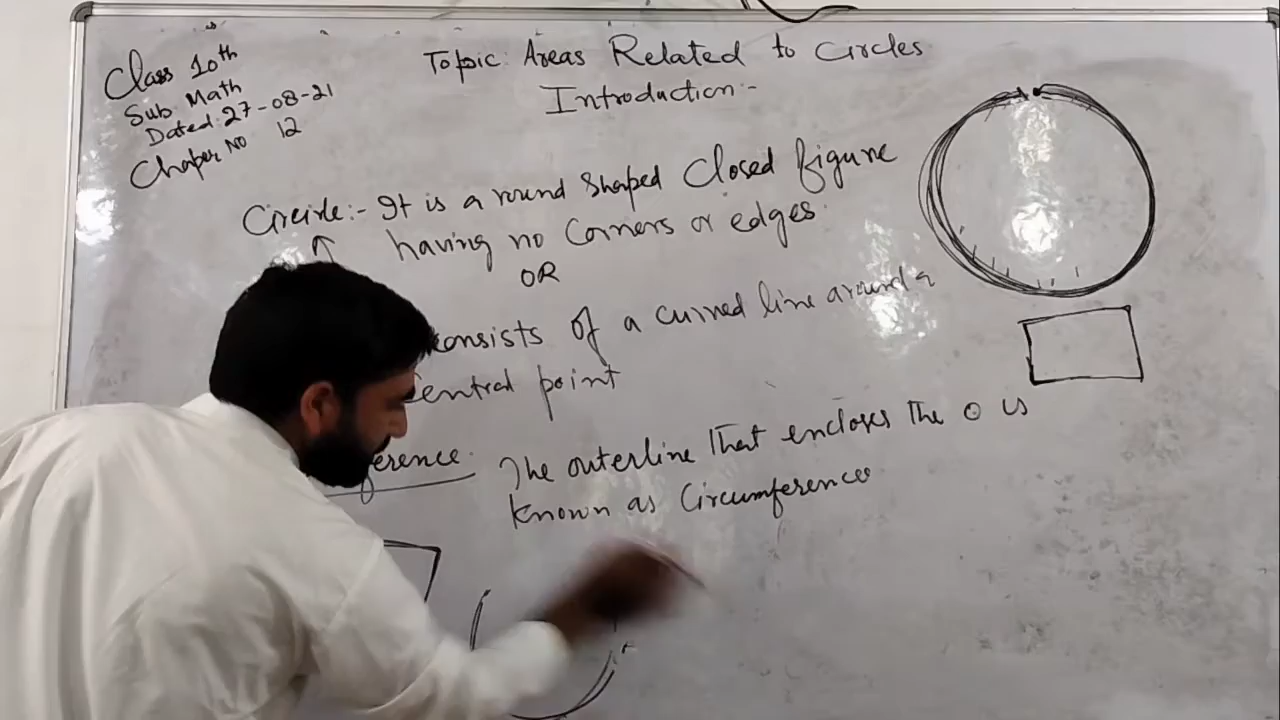 Class 10th
Sub Math
Dated: 27-08-21
Chapter No 12
Topic: Areas Related to Circles
Introduction:-
Circle:- It is a round Shaped Closed figure
having no Corners or edges.
OR
consists of a curved line around a
Central point
ference. The outerline That encloses The O is
known as Circumference